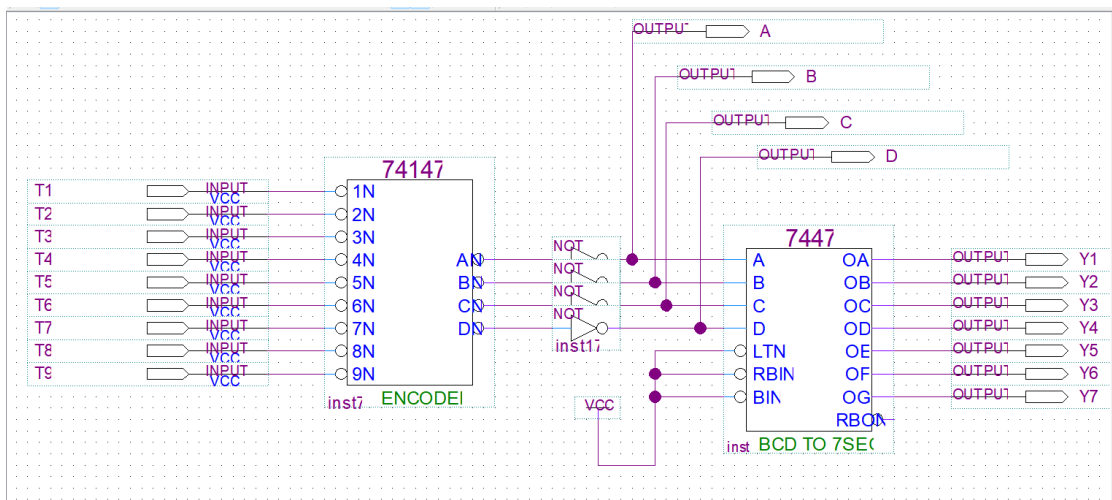 OUTPUT A
OUTPUT B
OUTPUT C
OUTPUT D
74147
T1 INPUT VCC 1N
T2 INPUT VCC 2N
T3 INPUT VCC 3N
T4 INPUT VCC 4N AN
T5 INPUT VCC 5N BN
T6 INPUT VCC 6N CN
T7 INPUT VCC 7N DN
T8 INPUT VCC 8N
T9 INPUT VCC 9N
inst7 ENCODE
NOT
NOT
NOT
NOT
inst17
VCC
7447
A OA OUTPUT Y1
B OB OUTPUT Y2
C OC OUTPUT Y3
D OD OUTPUT Y4
LTN OE OUTPUT Y5
RBIN OF OUTPUT Y6
BIN OG OUTPUT Y7
RBON
inst BCD TO 7SE